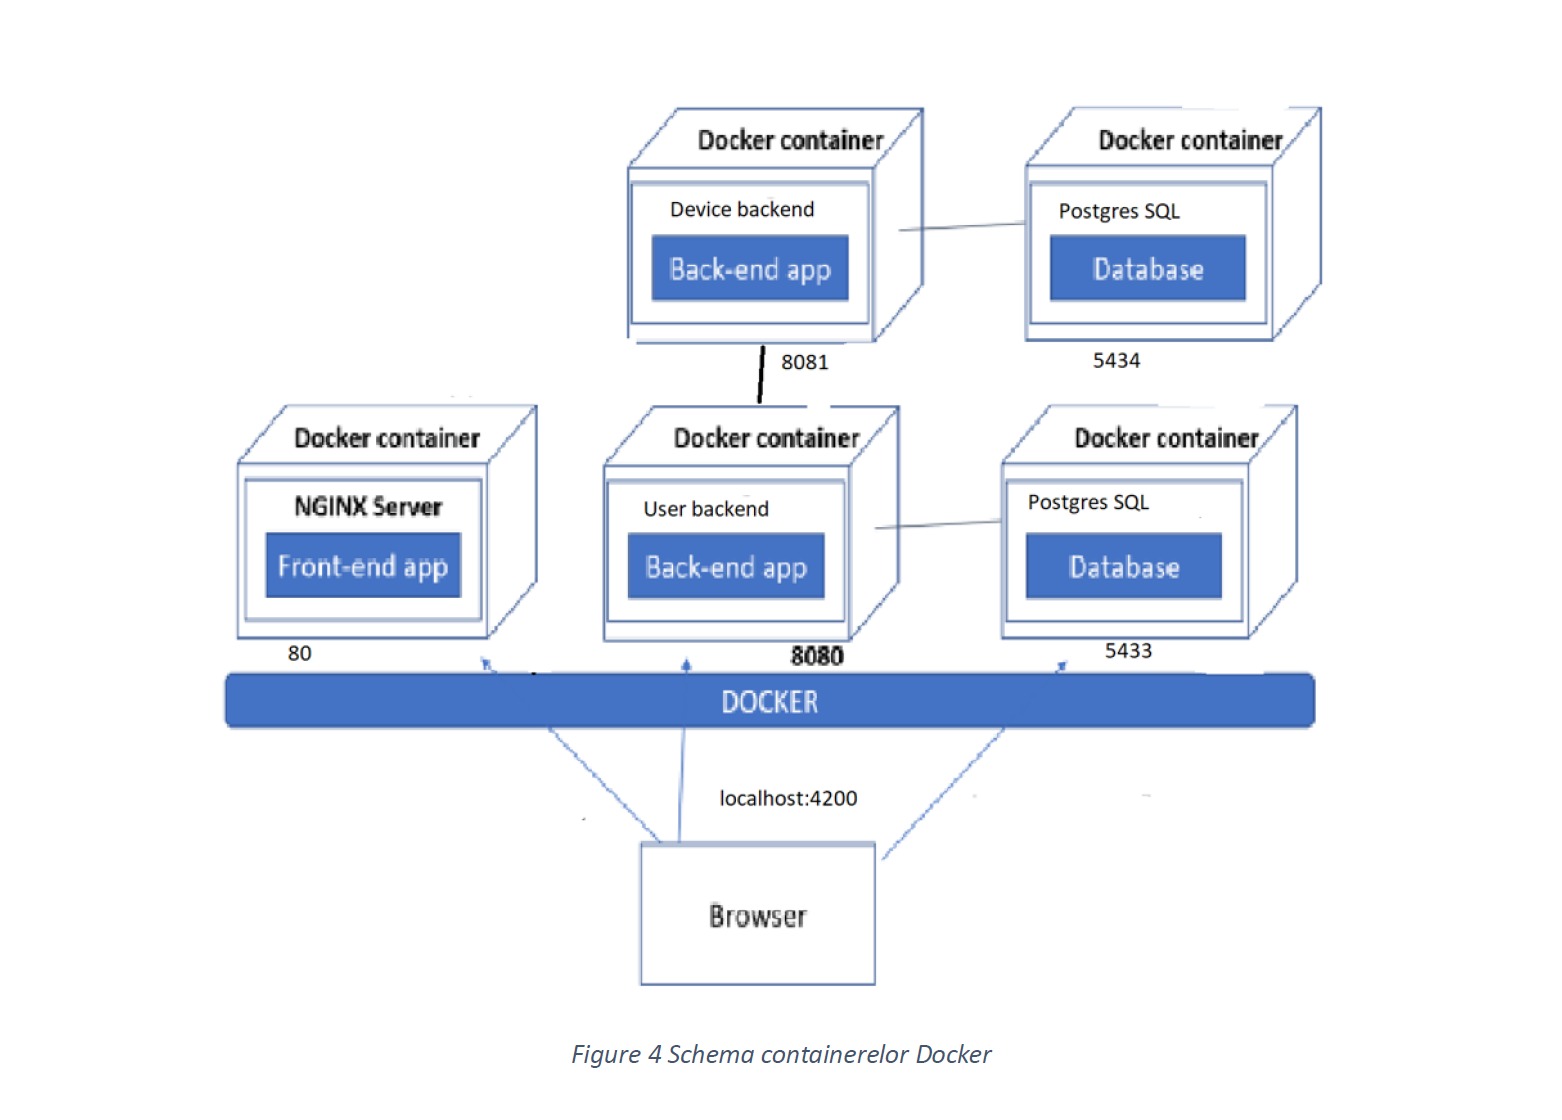 Docker container
Docker container
Device backend
Postgres SQL
Back-end app
Database
8081
5434
Docker container
Docker container
Docker container
NGINX Server
User backend
Postgres SQL
Front-end app
Back-end app
Database
80
8080
5433
DOCKER
localhost:4200
Browser
Figure 4 Schema containerelor Docker